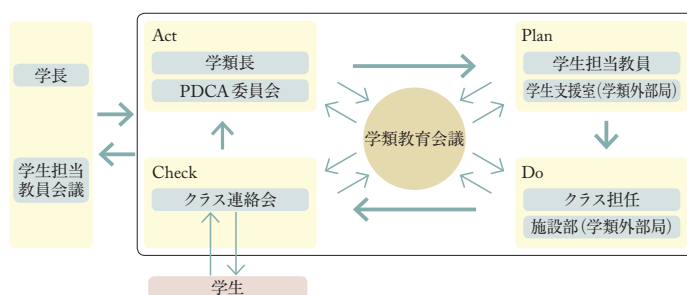 学長
学生担当
教員会議
Act
学類長
PDCA 委員会
Plan
学生担当教員
学生支援室(学類外部局)
学類教育会議
Check
クラス連絡会
Do
クラス担任
施設部(学類外部局)
学生